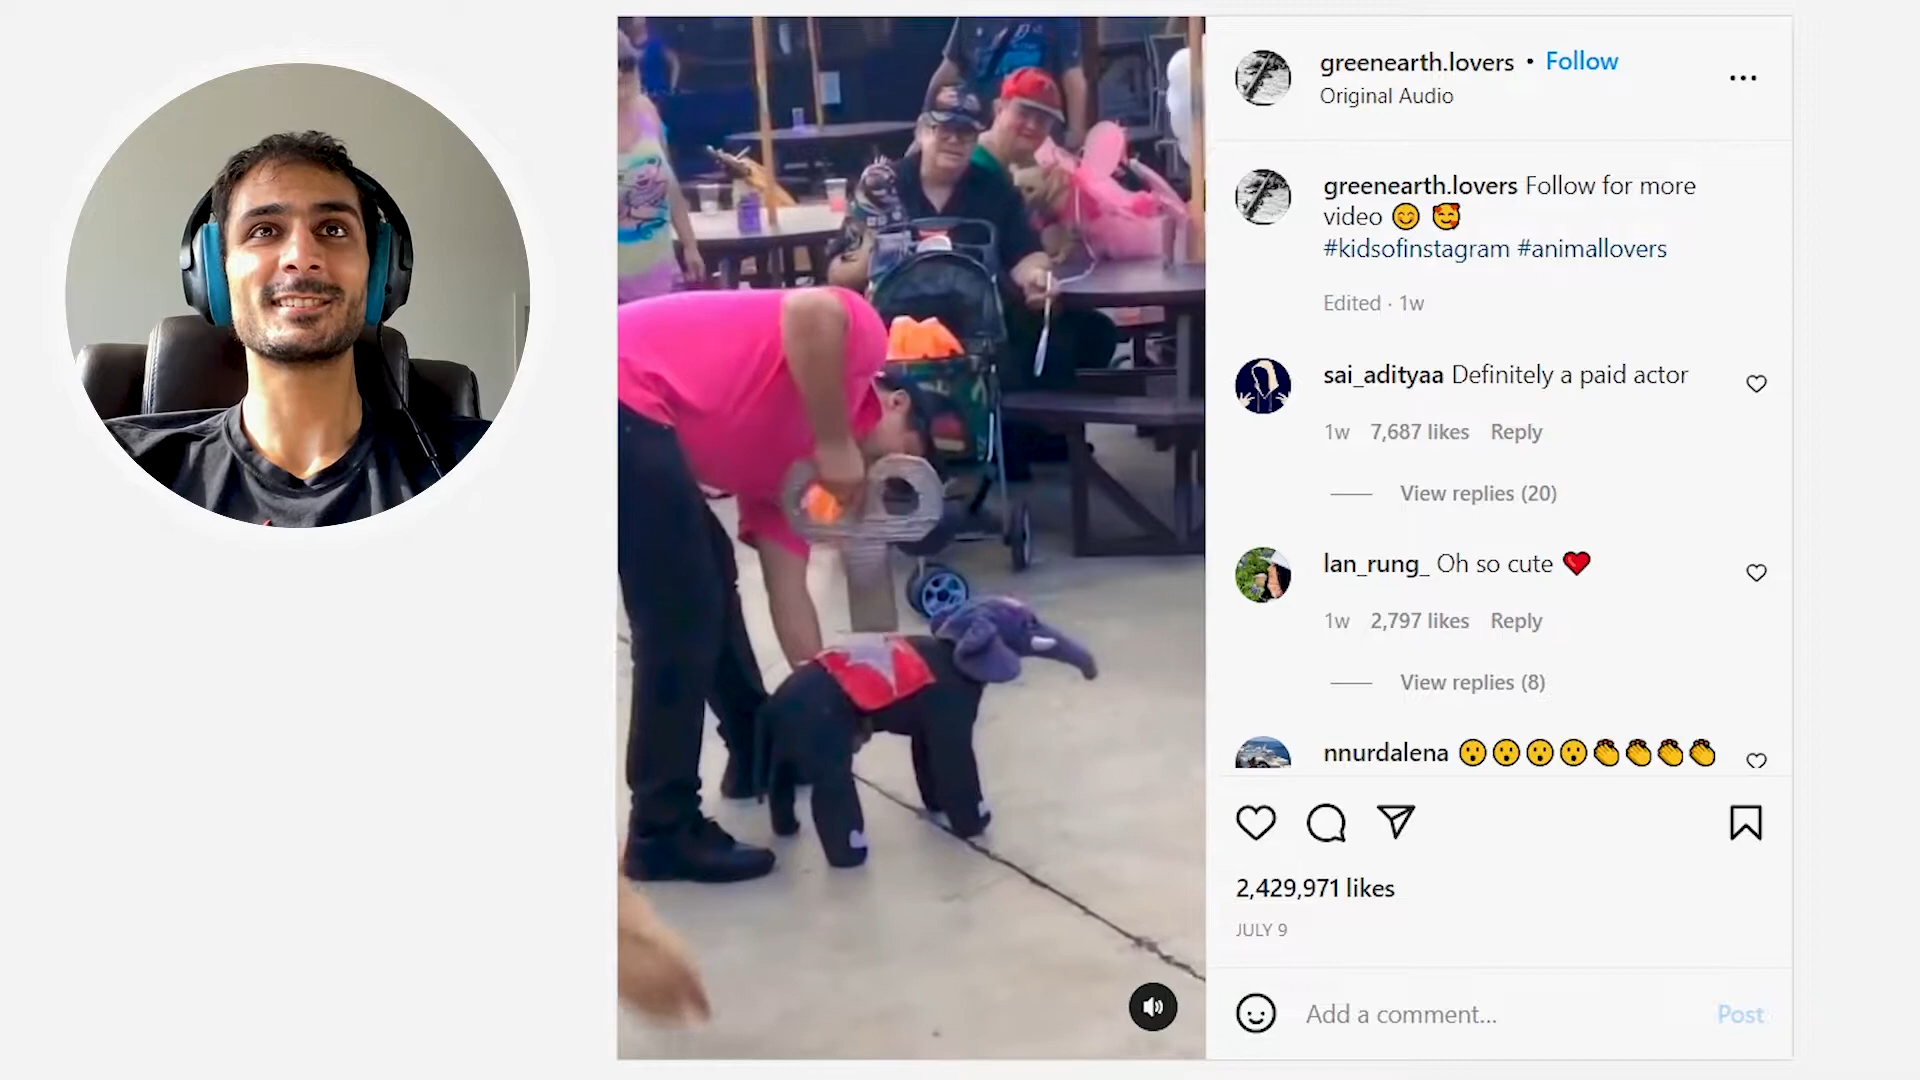 greenearth.lovers • Follow
Original Audio
greenearth.lovers Follow for more
video 😊 🥰
#kidsofinstagram #animallovers
Edited · 1w
sai_adityaa Definitely a paid actor
1w 7,687 likes Reply
View replies (20)
lan_rung_ Oh so cute ❤️
1w 2,797 likes Reply
View replies (8)
nnurdalena 😮😮😮😮👏👏👏👏
2,429,971 likes
JULY 9
Add a comment...
Post